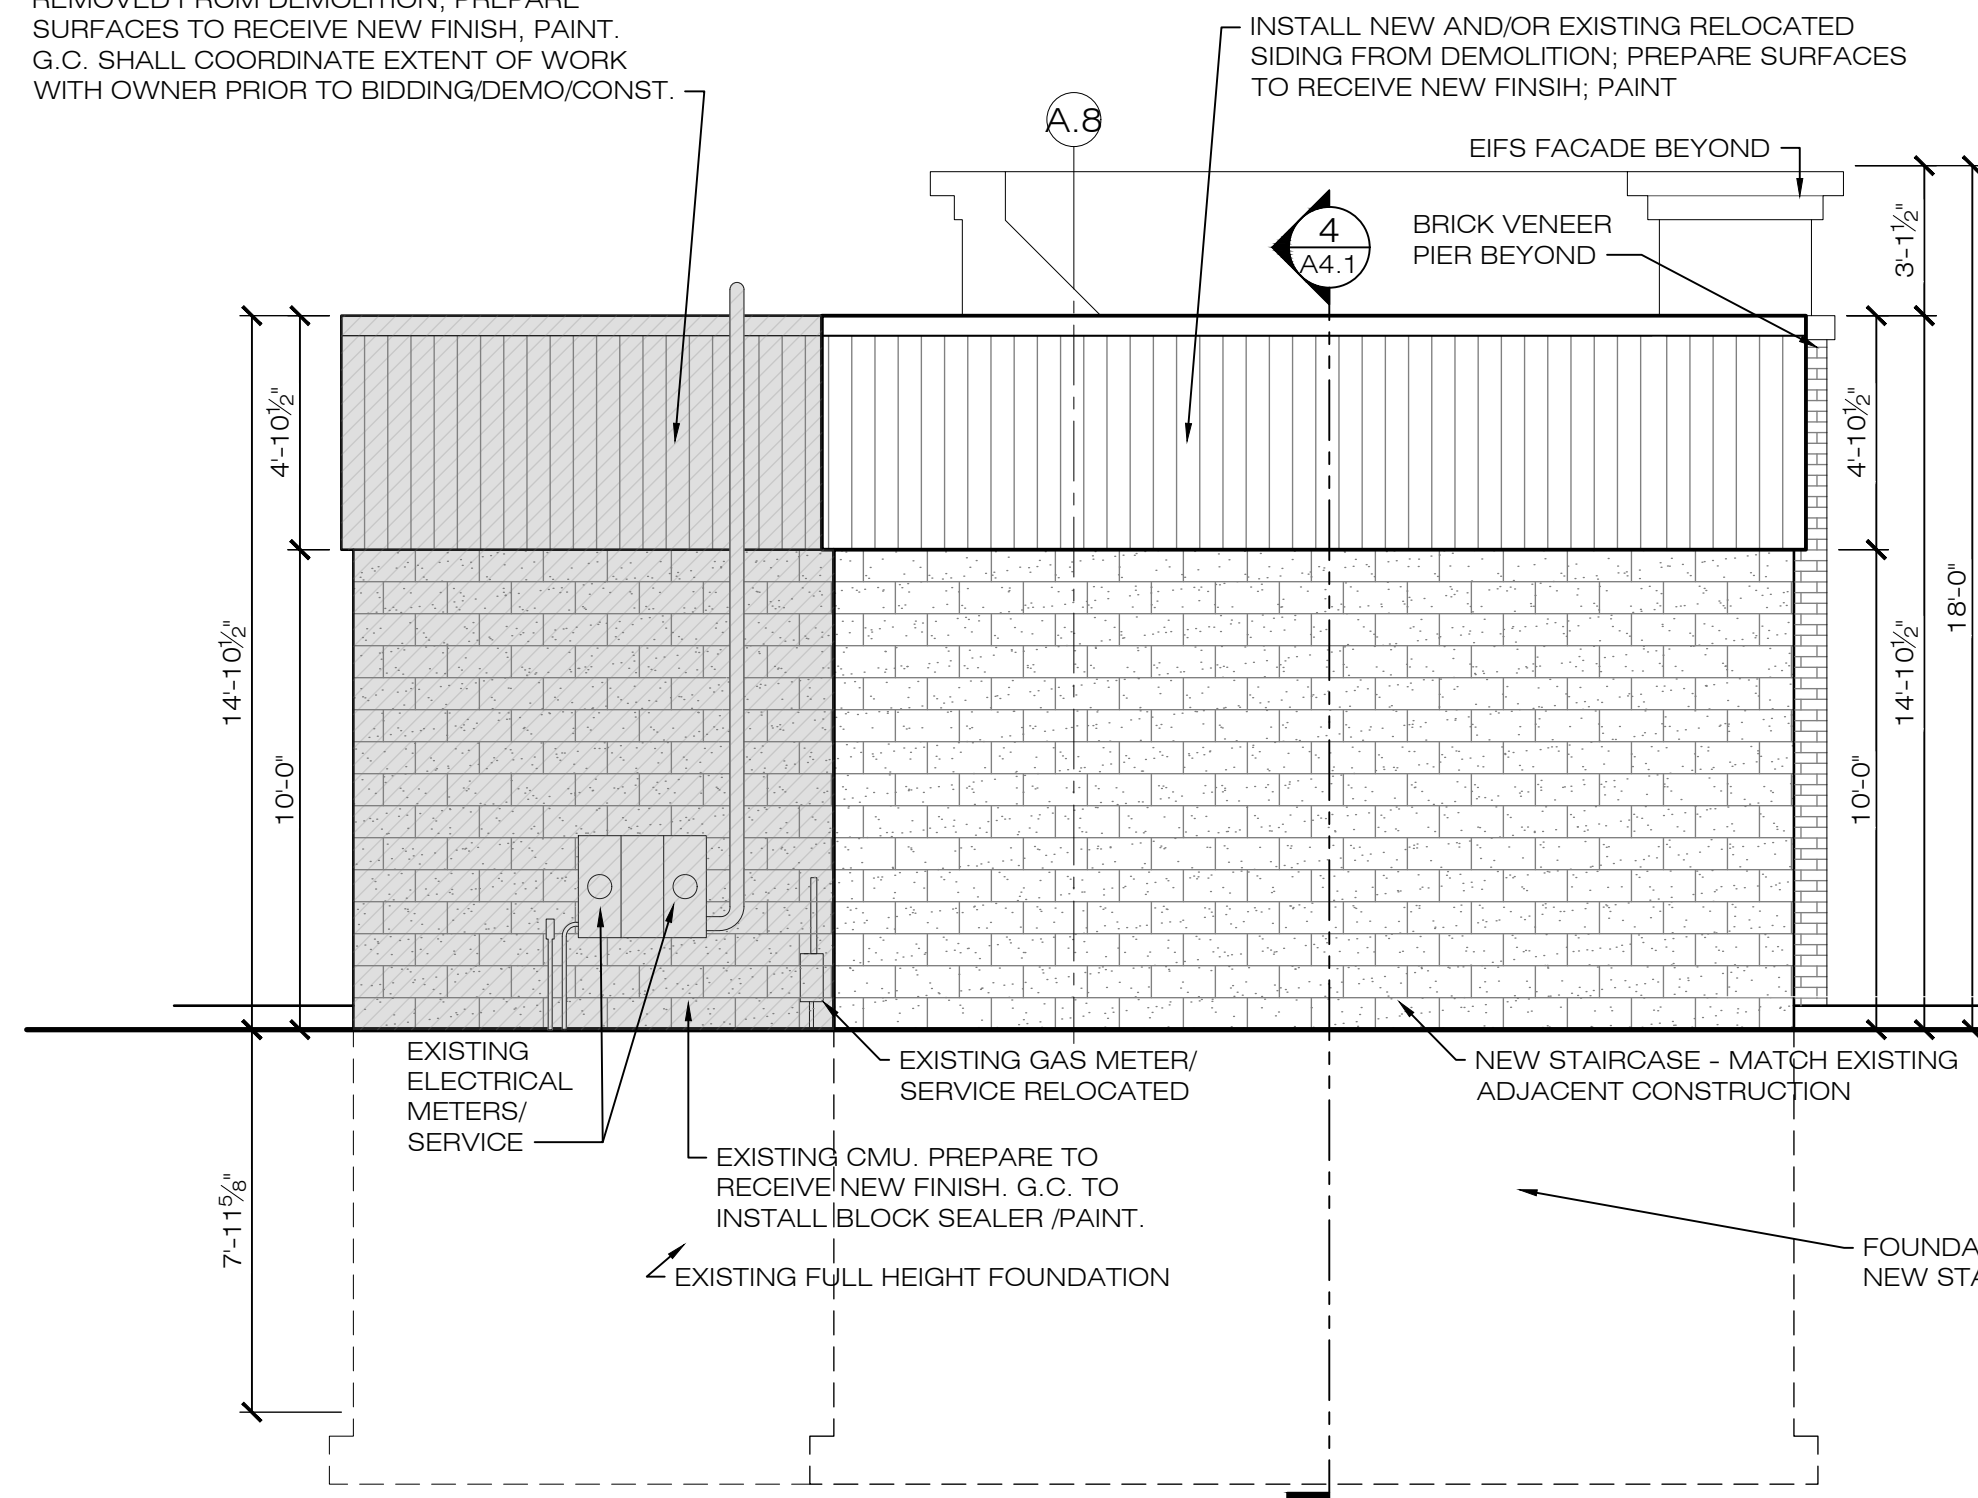 REMOVED FROM DEMOLITION; PREPARE
SURFACES TO RECEIVE NEW FINISH, PAINT.
G.C. SHALL COORDINATE EXTENT OF WORK
WITH OWNER PRIOR TO BIDDING/DEMO/CONST.
INSTALL NEW AND/OR EXISTING RELOCATED
SIDING FROM DEMOLITION; PREPARE SURFACES
TO RECEIVE NEW FINSIH; PAINT
A.8
EIFS FACADE BEYOND
4
A4.1
BRICK VENEER
PIER BEYOND
3'-1½"
4'-10½"
4'-10½"
18'-0"
14'-10½"
14'-10½"
10'-0"
10'-0"
EXISTING
ELECTRICAL
METERS/
SERVICE
EXISTING GAS METER/
SERVICE RELOCATED
NEW STAIRCASE - MATCH EXISTING
ADJACENT CONSTRUCTION
EXISTING CMU. PREPARE TO
RECEIVE NEW FINISH. G.C. TO
INSTALL BLOCK SEALER /PAINT.
7'-11⅝"
EXISTING FULL HEIGHT FOUNDATION
NEW